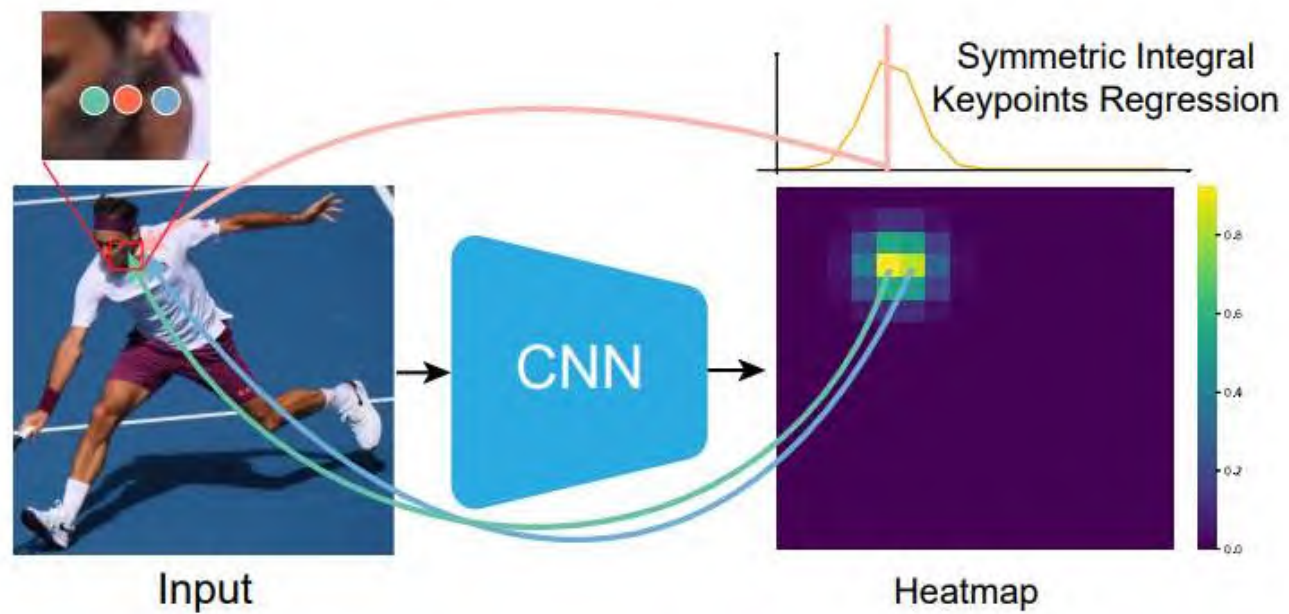 Symmetric Integral
Keypoints Regression
CNN
0.8
0.6
0.4
0.2
0.0
Input
Heatmap